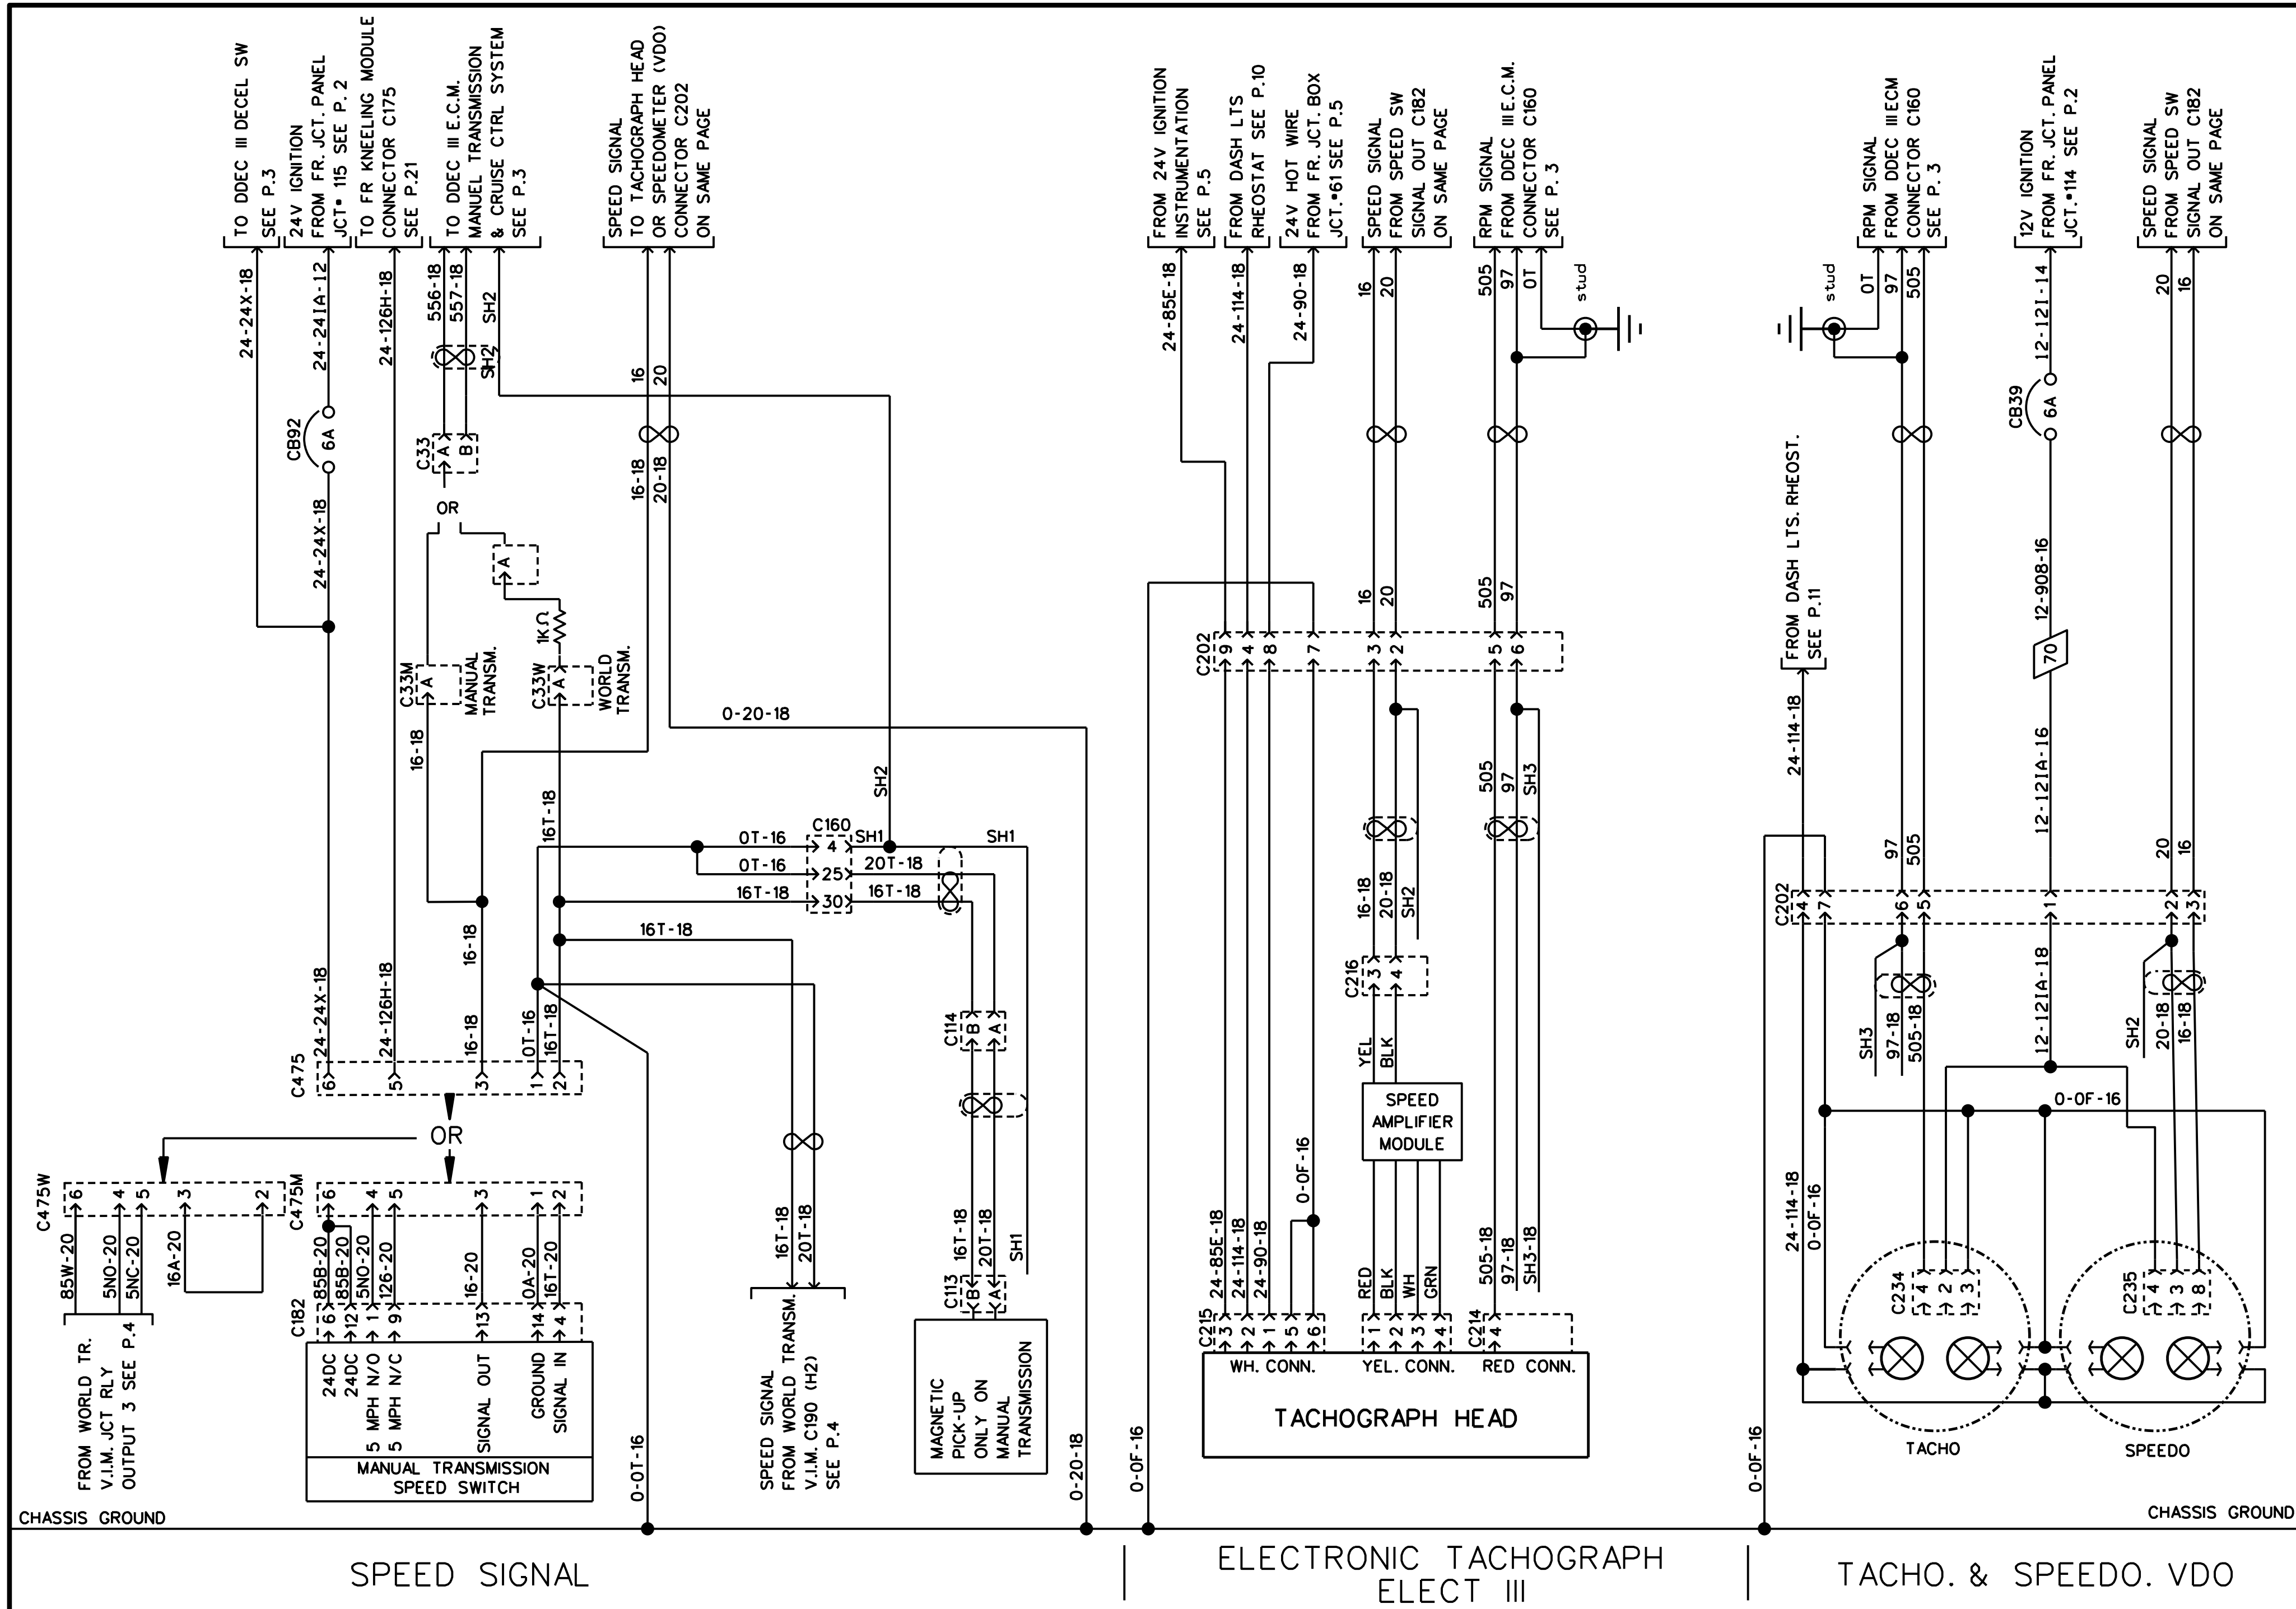 TO DDEC III DECEL SW
SEE P.3
24V IGNITION
FROM FR. JCT. PANEL
JCT• 115 SEE P. 2
TO FR KNEELING MODULE
CONNECTOR C175
SEE P.21
TO DDEC III E.C.M.
MANUEL TRANSMISSION
& CRUISE CTRL SYSTEM
SEE P.3
SPEED SIGNAL
TO TACHOGRAPH HEAD
OR SPEEDOMETER (VDO)
CONNECTOR C202
ON SAME PAGE
24-24X-18
24-24IA-12
24-126H-18
556-18
557-18
SH2
SH2
CB92
6A
24-24X-18
C33
A
B
OR
A
1KΩ
C33M
A
MANUAL
TRANSM.
C33W
A
WORLD
TRANSM.
16
20
16-18
20-18
0-20-18
16-18
16T-18
SH2
C160
0T-16
4
SH1
SH1
0T-16
25
20T-18
16T-18
30
16T-18
16T-18
24-24X-18
24-126H-18
16-18
16-18
0T-16
16T-18
C475
6
5
3
1
2
OR
C475W
6
4
5
3
2
85W-20
5NO-20
5NC-20
16A-20
FROM WORLD TR.
V.I.M. JCT RLY
OUTPUT 3 SEE P.4
C475M
6
4
5
3
1
2
85B-20
85B-20
5NO-20
126-20
16-20
0A-20
16T-20
C182
6
12
1
9
13
14
4
24DC
24DC
5 MPH N/O
5 MPH N/C
SIGNAL OUT
GROUND
SIGNAL IN
MANUAL TRANSMISSION
SPEED SWITCH
0-0T-16
16T-18
20T-18
SPEED SIGNAL
FROM WORLD TRANSM.
V.I.M. C190 (H2)
SEE P.4
C114
B
A
16T-18
20T-18
SH1
C113
B
A
MAGNETIC
PICK-UP
ONLY ON
MANUAL
TRANSMISSION
0-20-18
CHASSIS GROUND
SPEED SIGNAL
FROM 24V IGNITION
INSTRUMENTATION
SEE P.5
FROM DASH LTS
RHEOSTAT SEE P.10
24V HOT WIRE
FROM FR. JCT. BOX
JCT.•61 SEE P.5
SPEED SIGNAL
FROM SPEED SW
SIGNAL OUT C182
ON SAME PAGE
RPM SIGNAL
FROM DDEC III E.C.M.
CONNECTOR C160
SEE P. 3
24-85E-18
24-114-18
24-90-18
16
20
505
97
0T
stud
16
20
505
97
C202
9
4
8
7
3
2
5
6
505
97
SH3
16-18
20-18
SH2
C216
3
4
YEL
BLK
SPEED
AMPLIFIER
MODULE
0-0F-16
24-85E-18
24-114-18
24-90-18
RED
BLK
WH
GRN
505-18
97-18
SH3-18
C215
3
2
1
5
6
1
2
3
4
C214
4
WH. CONN.
YEL. CONN.
RED CONN.
TACHOGRAPH HEAD
0-0F-16
ELECTRONIC TACHOGRAPH
ELECT III
RPM SIGNAL
FROM DDEC III ECM
CONNECTOR C160
SEE P. 3
12V IGNITION
FROM FR. JCT. PANEL
JCT.•114 SEE P.2
SPEED SIGNAL
FROM SPEED SW
SIGNAL OUT C182
ON SAME PAGE
stud
0T
97
505
12-12I-14
20
16
CB39
6A
FROM DASH LTS. RHEOST.
SEE P.11
12-908-16
70
24-114-18
12-12IA-16
97
505
20
16
C202
4
7
6
5
1
2
3
SH3
97-18
505-18
12-12IA-18
SH2
20-18
16-18
0-0F-16
24-114-18
0-0F-16
C234
4
2
3
C235
4
3
8
TACHO
SPEEDO
0-0F-16
CHASSIS GROUND
TACHO. & SPEEDO. VDO